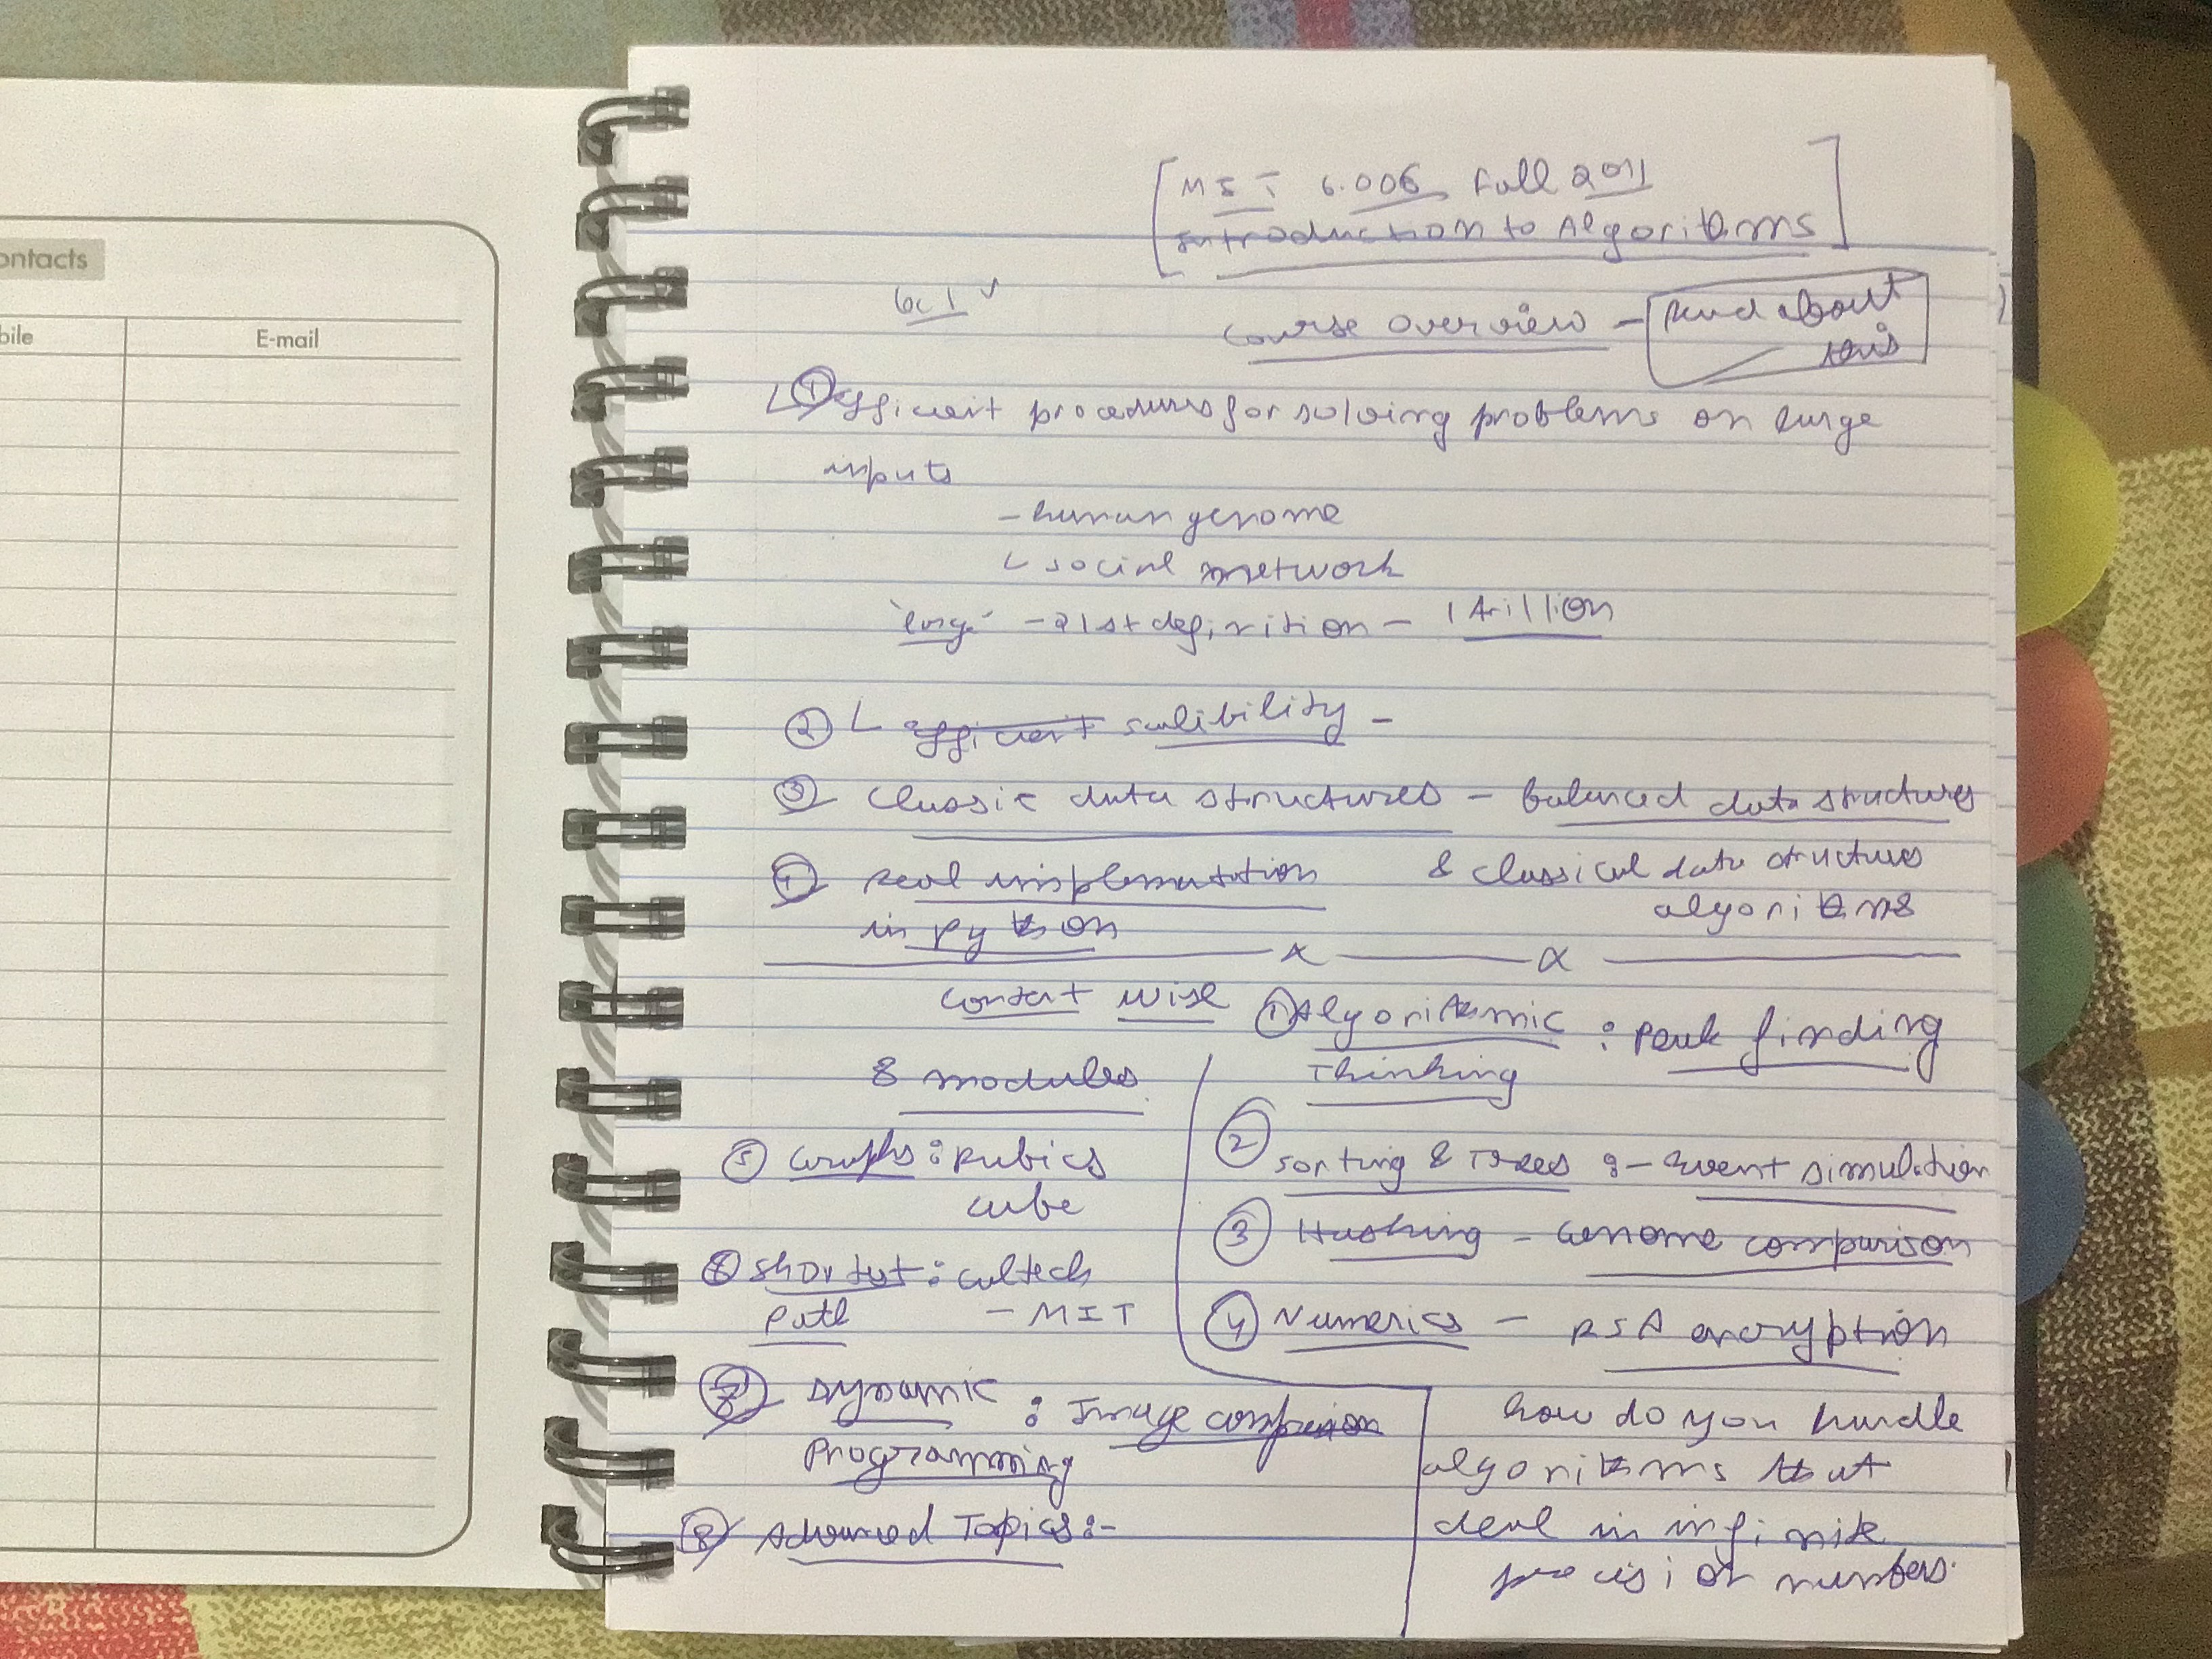 ontacts
bile E-mail
[MIT 6.006 Fall 2011
Introduction to Algorithms]
Lec 1 ✓
Course overview - Read about
this
① Efficient procedures for solving problems on large
inputs
- human genome
social network
'large' - 21st definition - 1 trillion
② efficient scalibility -
③ Classic data structures - balanced data structures
& classical data structures
algorithms
④ real implementation
in python
x x
Content wise
8 modules
① Algorithmic : Peak finding
Thinking
② Sorting & Trees :- event simulation
③ Hashing - Genome comparison
④ Numerics - RSA encryption
how do you handle
algorithms that
deal in infinite
precision numbers.
⑤ Graphs : Rubics
cube
⑥ Shortest : caltech
Path - MIT
⑦ Dynamic : Image
Programming
⑧ Advanced Topics :-